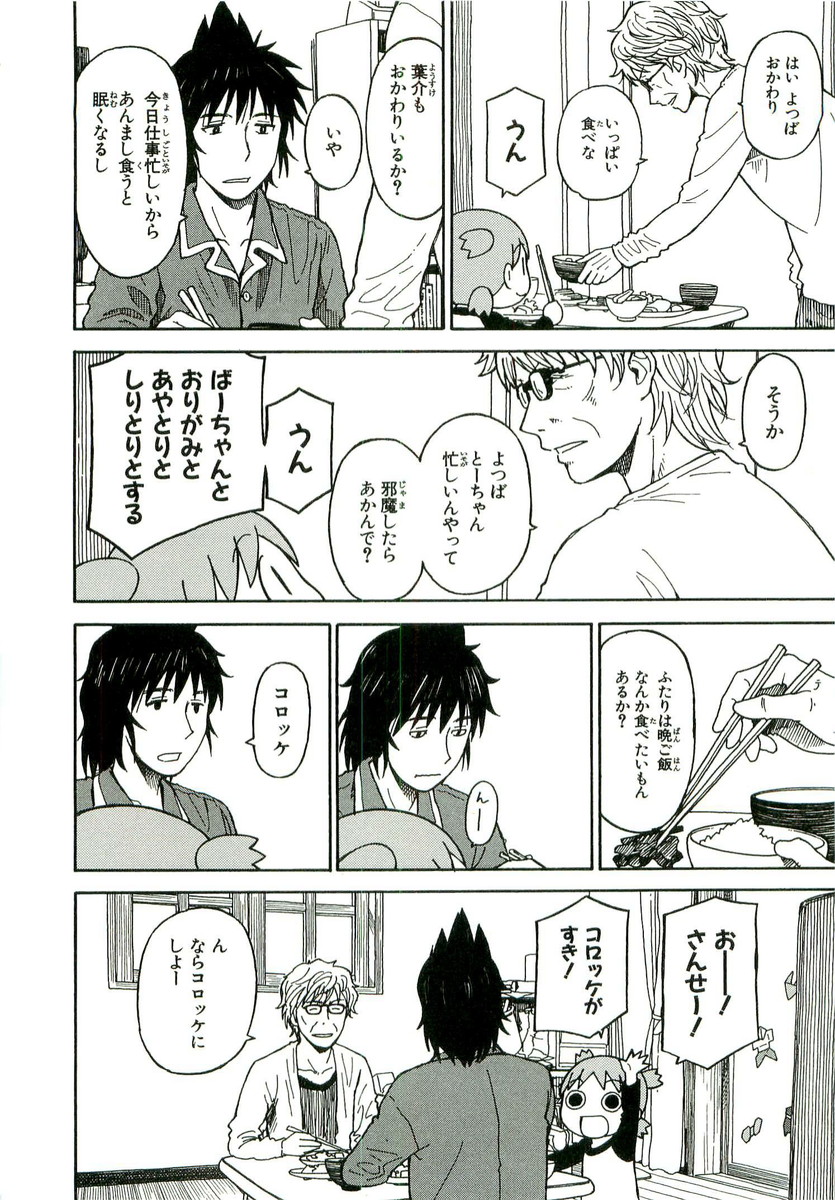 はい よつば
おかわり
いっぱい
食べな
うん
葉介も
おかわりいるか?
いや
今日仕事忙しいから
あんまし食うと
眠くなるし
そうか
よつば
とーちゃん
忙しいんやって
邪魔したら
あかんで?
うん
ばーちゃんと
おりがみと
あやとりと
しりとりとする
ふたりは晩ご飯
なんか食べたいもん
あるか?
んー
コロッケ
おー!
さんせー!
コロッケが
すき!
ん
ならコロッケに
しよー